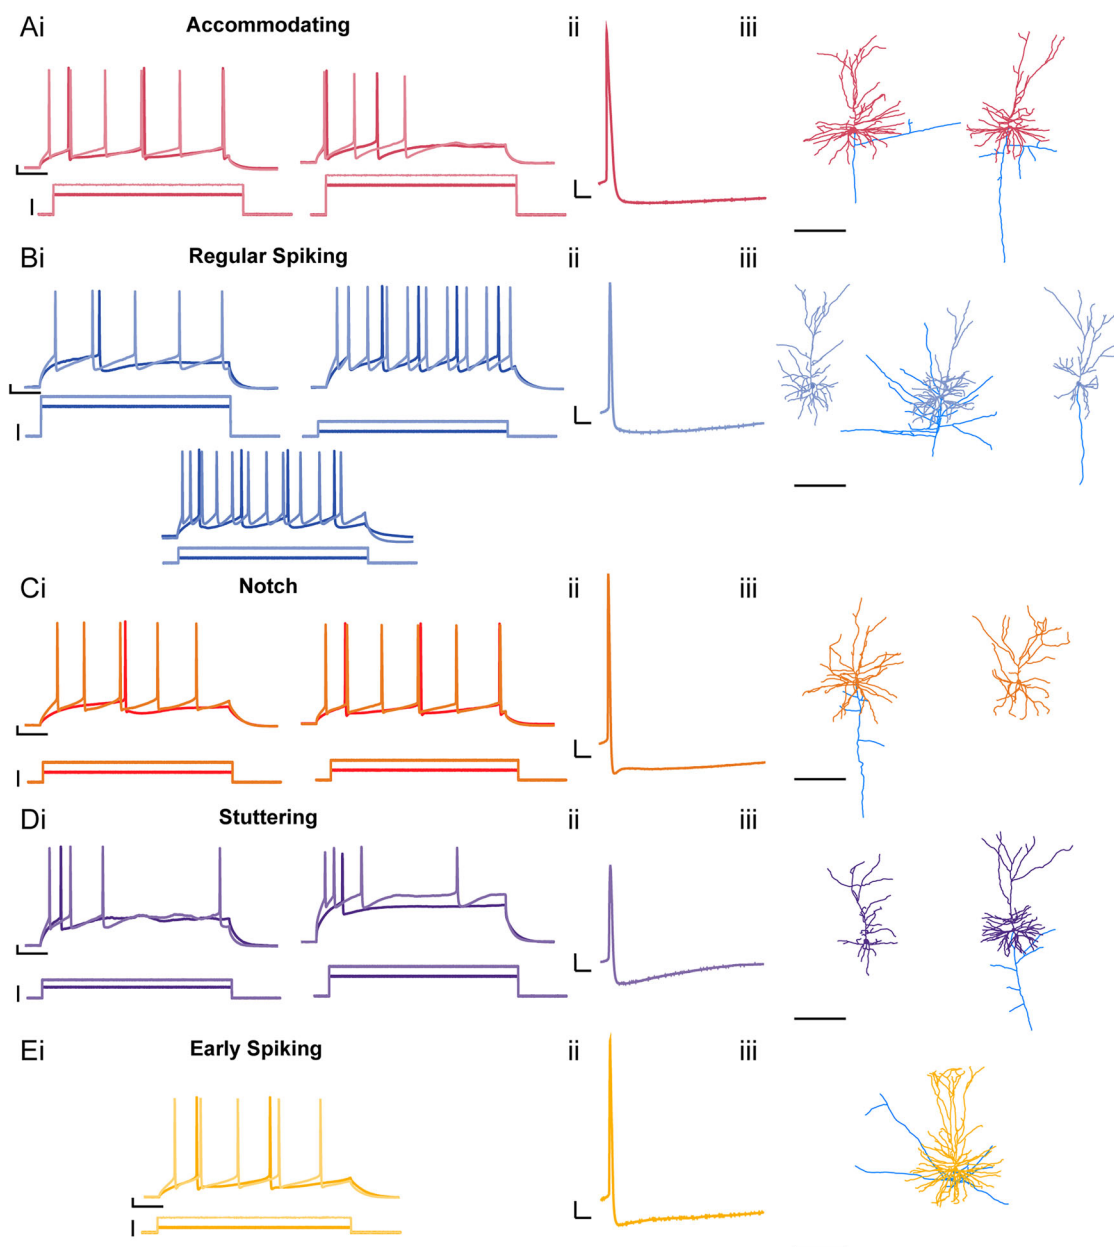 Ai Accommodating ii iii
Bi Regular Spiking ii iii
Ci Notch ii iii
Di Stuttering ii iii
Ei Early Spiking ii iii